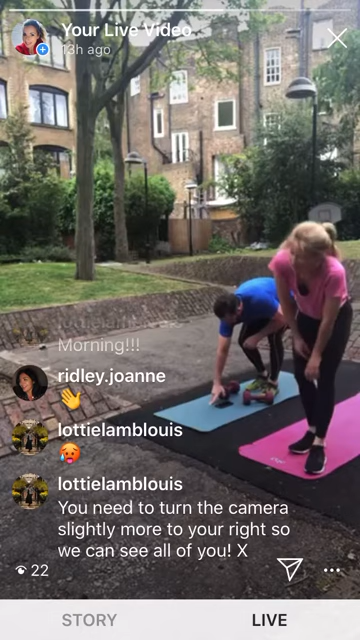 Your Live Video
13h ago
lottielamblouis
Morning!!!
ridley.joanne
👋
lottielamblouis
🥵
lottielamblouis
You need to turn the camera
slightly more to your right so
we can see all of you! X
22
STORY
LIVE